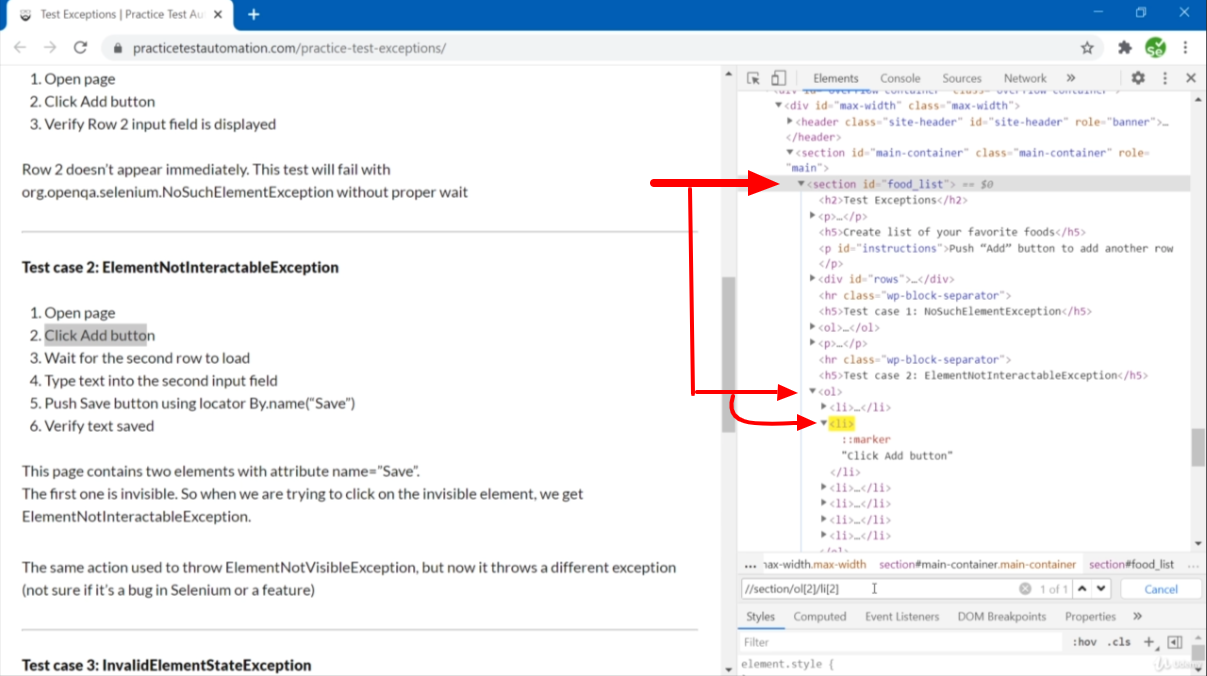 Test Exceptions | Practice Test Au
practicetestautomation.com/practice-test-exceptions/
1. Open page
2. Click Add button
3. Verify Row 2 input field is displayed
Row 2 doesn't appear immediately. This test will fail with
org.openqa.selenium.NoSuchElementException without proper wait
Test case 2: ElementNotInteractableException
1. Open page
2. Click Add button
3. Wait for the second row to load
4. Type text into the second input field
5. Push Save button using locator By.name("Save")
6. Verify text saved
This page contains two elements with attribute name="Save".
The first one is invisible. So when we are trying to click on the invisible element, we get
ElementNotInteractableException.
The same action used to throw ElementNotVisibleException, but now it throws a different exception
(not sure if it's a bug in Selenium or a feature)
Test case 3: InvalidElementStateException
Elements Console Sources Network »
<div id="overflow-container" class="overflow-container">
▼<div id="max-width" class="max-width">
▶<header class="site-header" id="site-header" role="banner">…
</header>
▼<section id="main-container" class="main-container" role=
"main">
▼<section id="food_list"> == $0
<h2>Test Exceptions</h2>
▶<p>…</p>
<h5>Create list of your favorite foods</h5>
<p id="instructions">Push “Add” button to add another row
</p>
▶<div id="rows">…</div>
<hr class="wp-block-separator">
<h5>Test case 1: NoSuchElementException</h5>
▶<ol>…</ol>
▶<p>…</p>
<hr class="wp-block-separator">
<h5>Test case 2: ElementNotInteractableException</h5>
▼<ol>
▶<li>…</li>
▼<li>
::marker
"Click Add button"
</li>
▶<li>…</li>
▶<li>…</li>
▶<li>…</li>
▶<li>…</li>
</ol>
... max-width.max-width section#main-container.main-container section#food_list ...
//section/ol[2]/li[2] 1 of 1 Cancel
Styles Computed Event Listeners DOM Breakpoints Properties »
Filter :hov .cls +
element.style {
Udemy